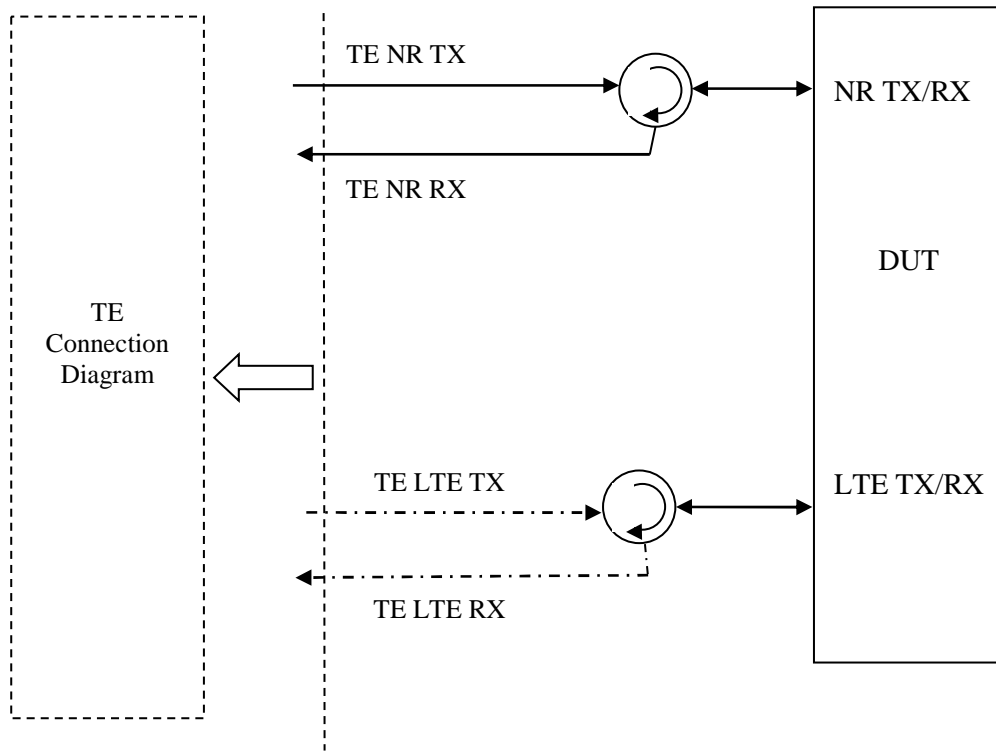 TE NR TX
NR TX/RX
TE NR RX
DUT
TE
Connection
Diagram
TE LTE TX
LTE TX/RX
TE LTE RX